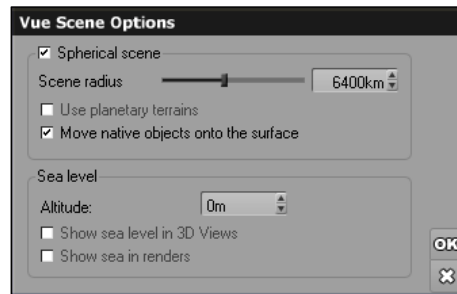 Vue Scene Options
Spherical scene
Scene radius 6400km
Use planetary terrains
Move native objects onto the surface
Sea level
Altitude: 0m
Show sea level in 3D Views
Show sea in renders
OK